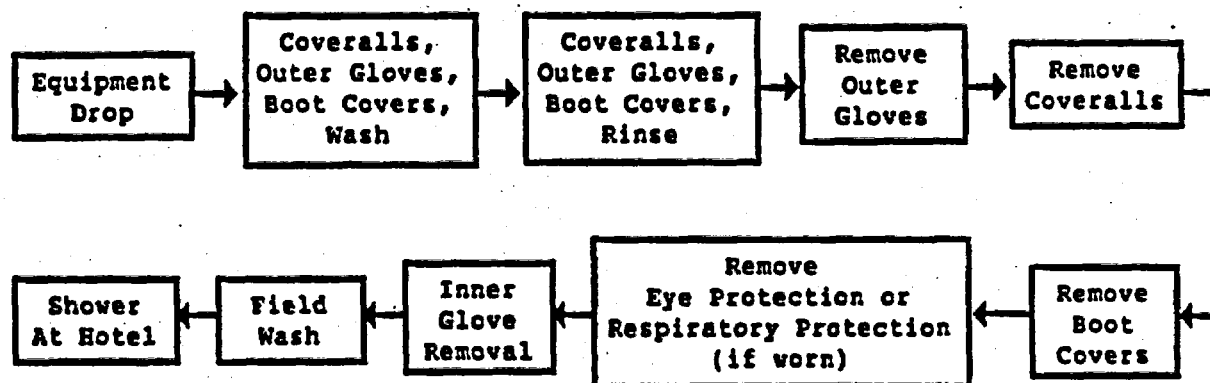 Equipment
Drop
Coveralls,
Outer Gloves,
Boot Covers,
Wash
Coveralls,
Outer Gloves,
Boot Covers,
Rinse
Remove
Outer
Gloves
Remove
Coveralls
Remove
Boot
Covers
Remove
Eye Protection or
Respiratory Protection
(if worn)
Inner
Glove
Removal
Field
Wash
Shower
At Hotel